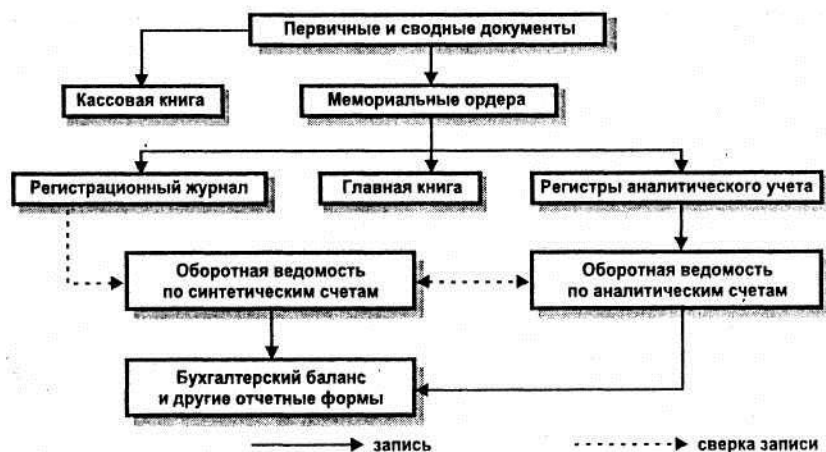 Первичные и сводные документы
Кассовая книга
Мемориальные ордера
Регистрационный журнал
Главная книга
Регистры аналитического учета
Оборотная ведомость
по синтетическим счетам
Оборотная ведомость
по аналитическим счетам
Бухгалтерский баланс
и другие отчетные формы
запись
сверка записи